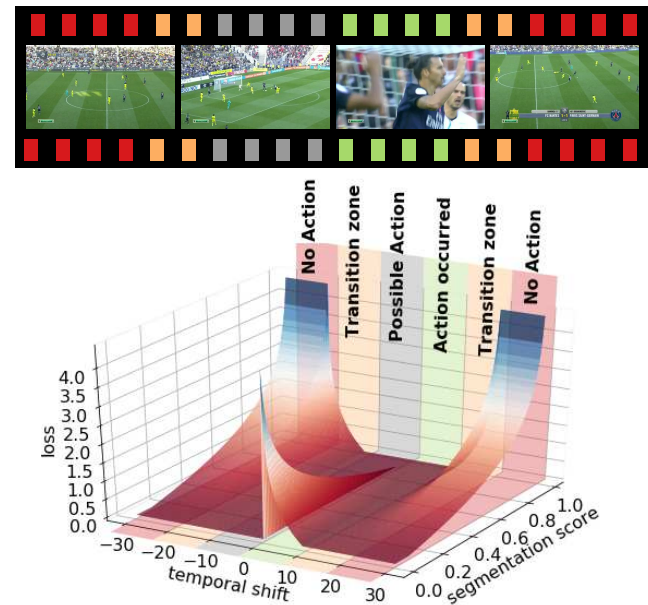 No Action
Transition zone
Possible Action
Action occurred
Transition zone
No Action
loss
4.0
3.5
3.0
2.5
2.0
1.5
1.0
0.5
0.0
−30
−20
−10
0
10
20
30
temporal shift
0.0
0.2
0.4
0.6
0.8
1.0
segmentation score